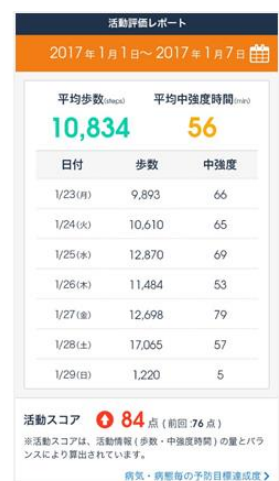 活動評価レポート
2017年1月1日〜2017年1月7日
平均歩数(steps) 平均中強度時間(min)
10,834 56
日付 歩数 中強度
1/23(月) 9,893 66
1/24(火) 10,610 65
1/25(水) 12,870 69
1/26(木) 11,484 53
1/27(金) 12,698 79
1/28(土) 17,065 57
1/29(日) 1,220 5
活動スコア 84点(前回:76点)
※活動スコアは、活動情報(歩数・中強度時間)の量とバラ
ンスにより算出されています。
病気・病態毎の予防目標達成度 >